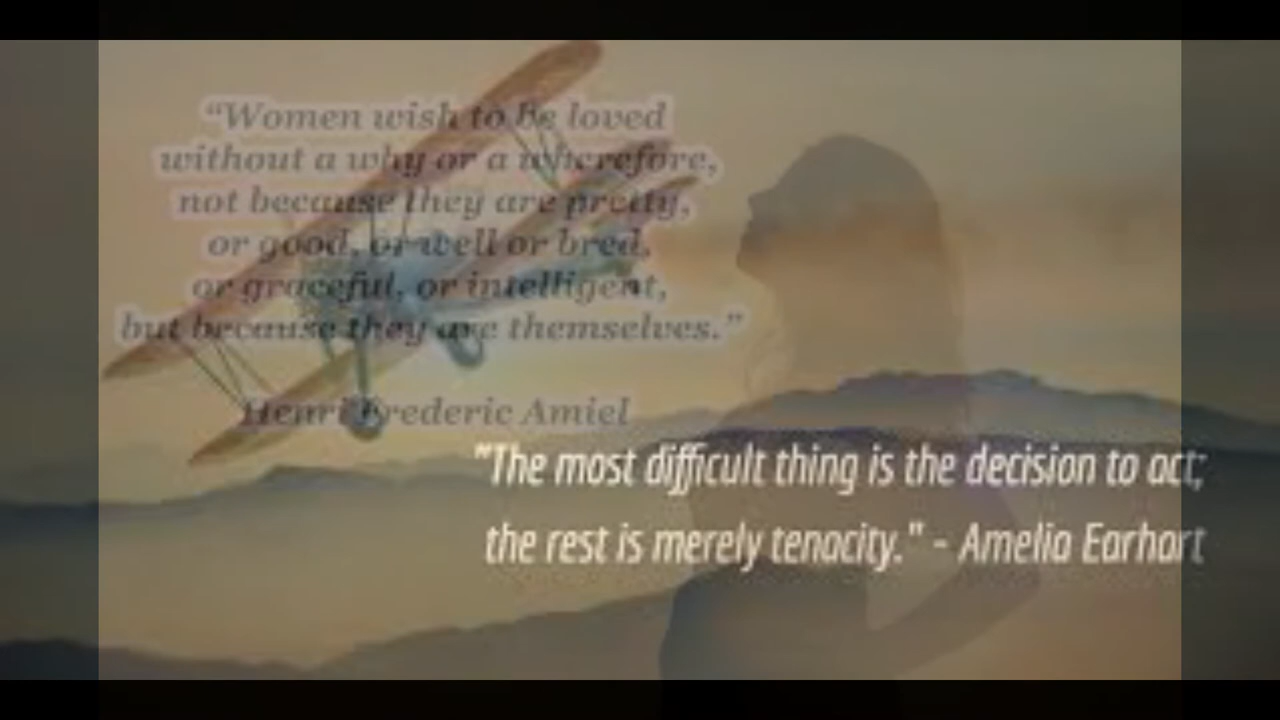 “Women wish to be loved
without a why or a wherefore,
not because they are pretty,
or good, or well or bred,
or graceful, or intelligent,
but because they are themselves.”
Henri Frederic Amiel
"The most difficult thing is the decision to act;
the rest is merely tenacity." - Amelia Earhart